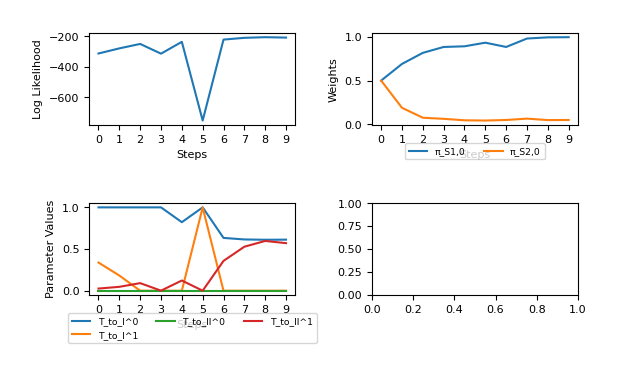 −200
−400
−600
Log Likelihood
0 1 2 3 4 5 6 7 8 9
Steps
1.0
0.5
0.0
Weights
0 1 2 3 4 5 6 7 8 9
Steps
π_S1,0 π_S2,0
1.0
0.5
0.0
Parameter Values
0 1 2 3 4 5 6 7 8 9
Steps
T_to_I^0 T_to_II^0 T_to_II^1
T_to_I^1
1.00
0.75
0.50
0.25
0.00
0.0 0.2 0.4 0.6 0.8 1.0